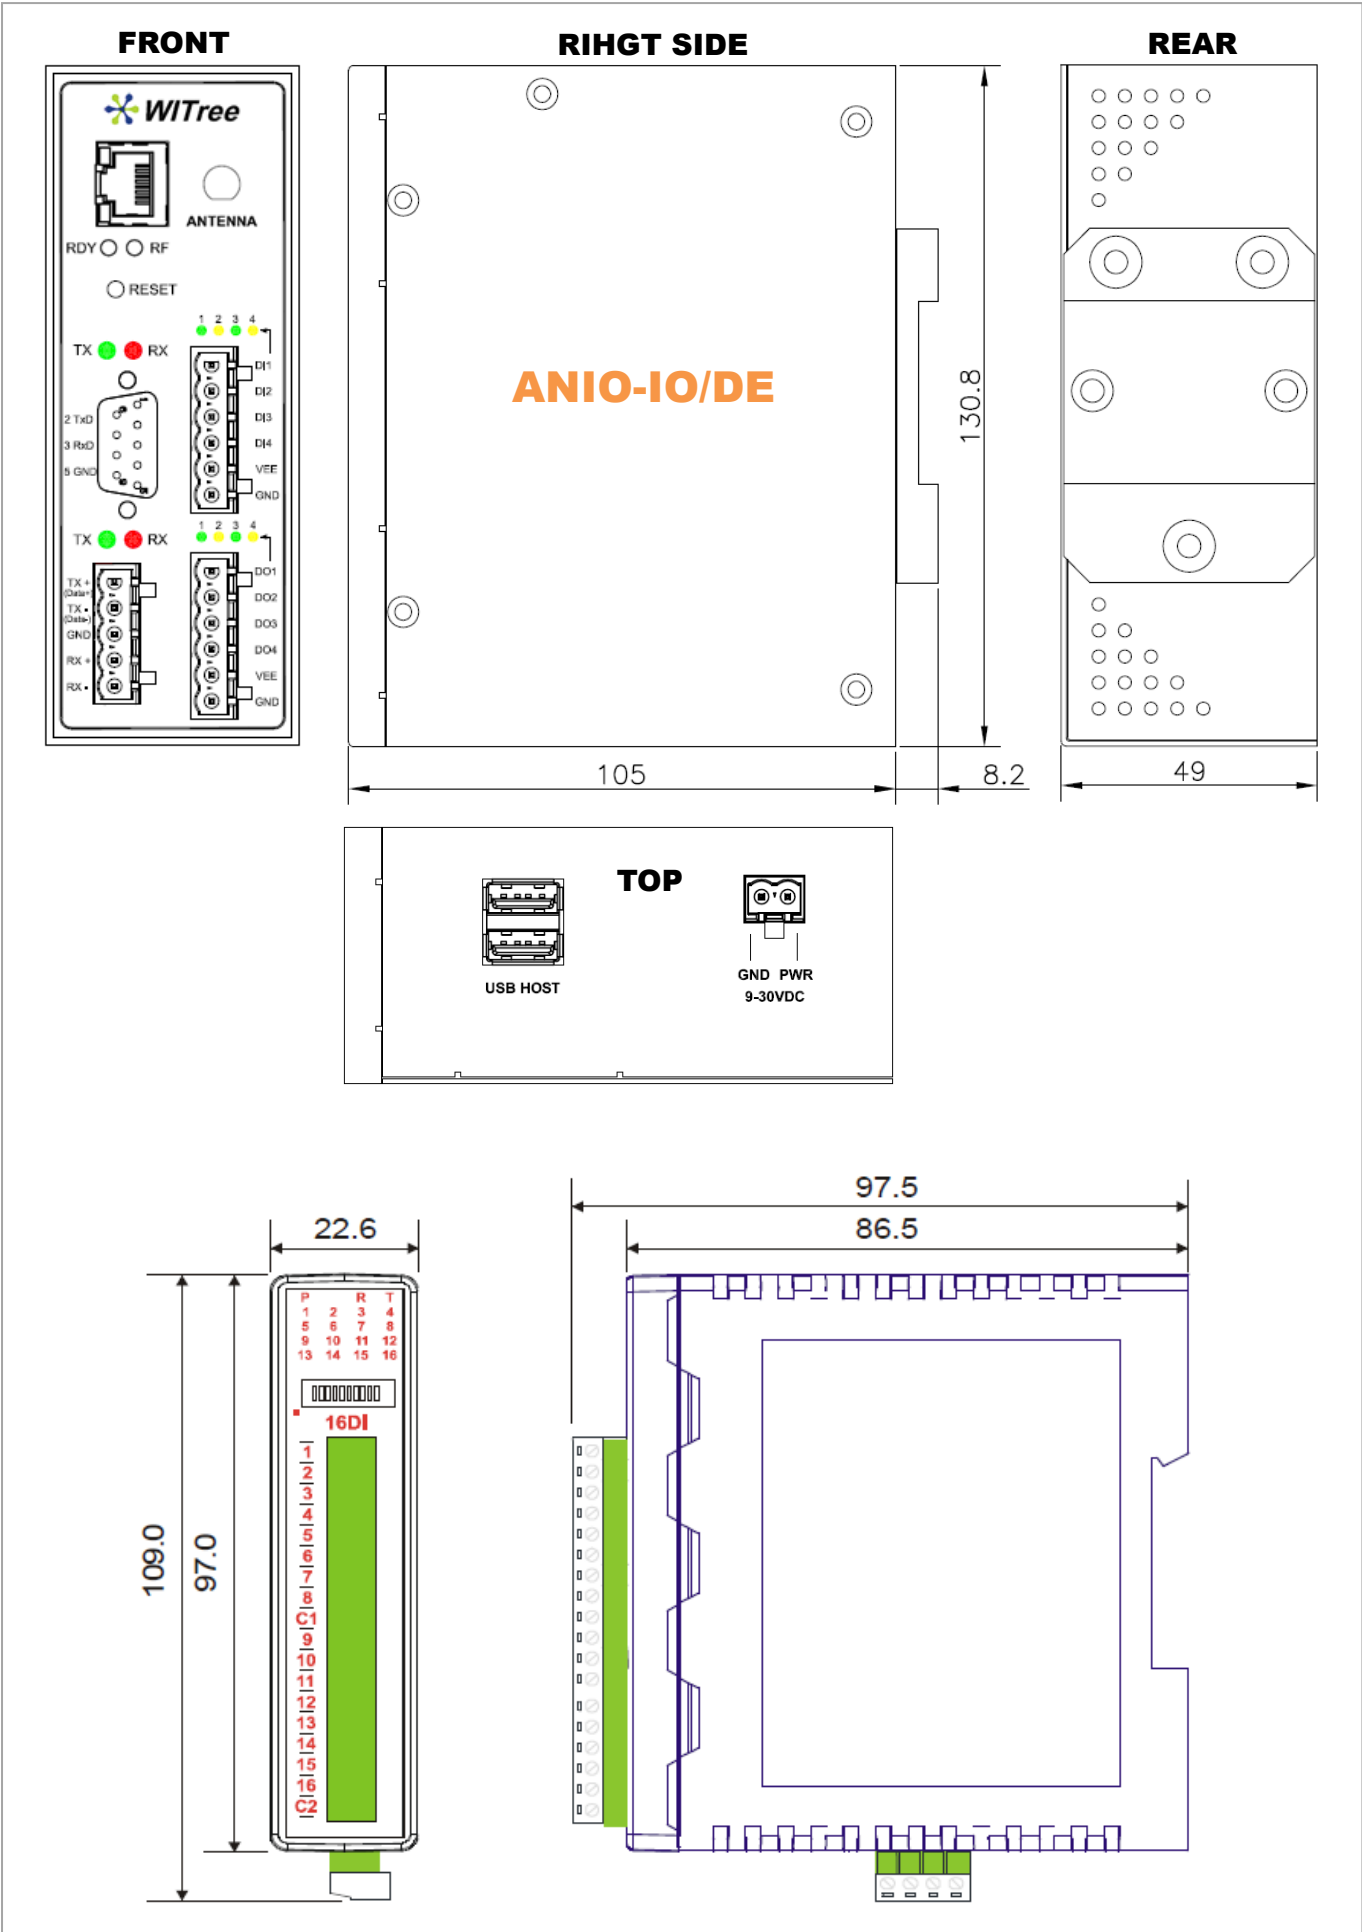 FRONT
RIHGT SIDE
REAR
WITree
ANTENNA
RDY RF
RESET
1 2 3 4
TX RX
DI1
DI2
DI3
DI4
VEE
GND
2 TxD
3 RxD
5 GND
1 2 3 4
TX RX
DO1
DO2
DO3
DO4
VEE
GND
TX +
(Data+)
TX -
(Data-)
GND
RX +
RX -
ANIO-IO/DE
130.8
105
8.2
49
TOP
USB HOST
GND PWR
9-30VDC
97.5
86.5
22.6
109.0
97.0
P R T
1 2 3 4
5 6 7 8
9 10 11 12
13 14 15 16
16DI
1
2
3
4
5
6
7
8
C1
9
10
11
12
13
14
15
16
C2